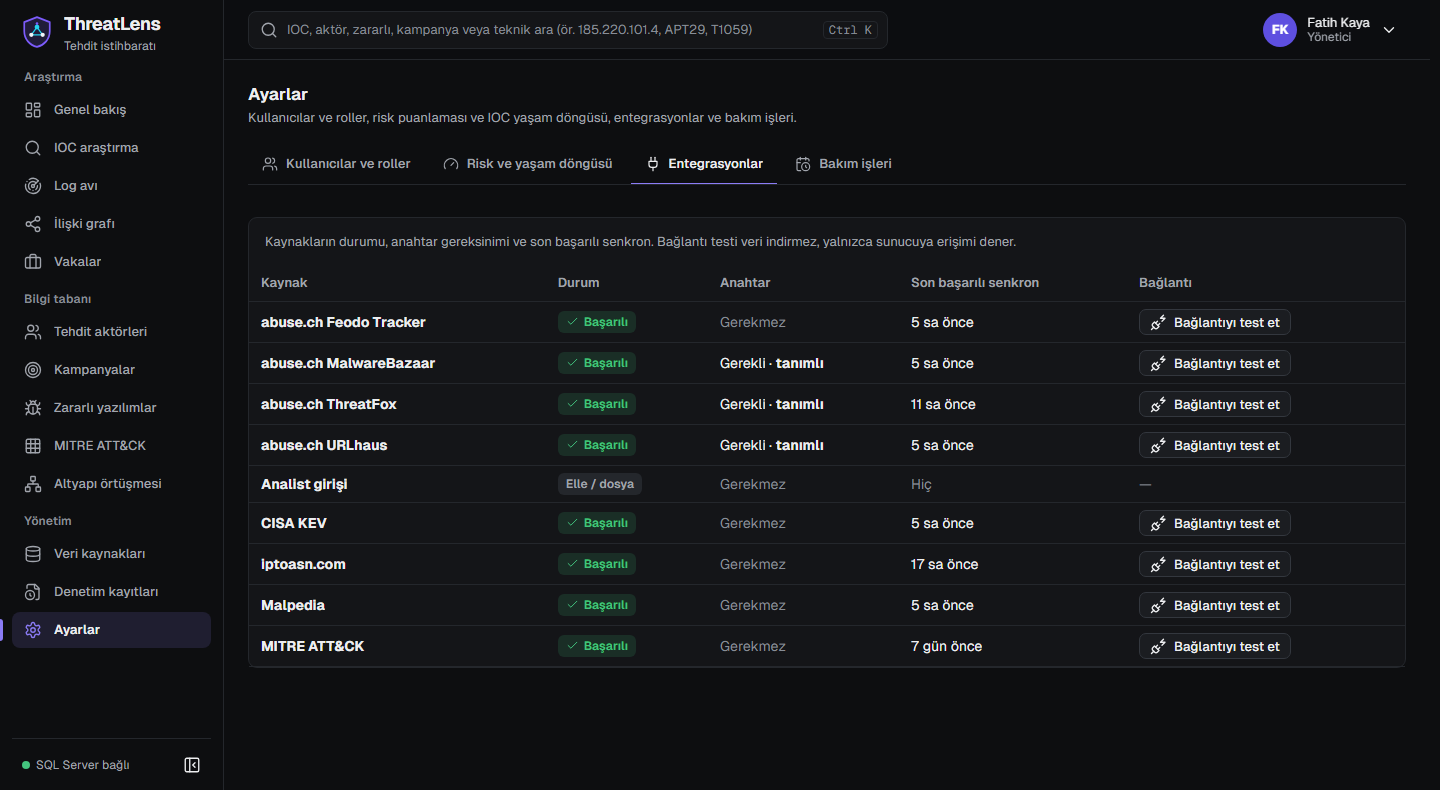 ThreatLens
Tehdit istihbaratı
IOC, aktör, zararlı, kampanya veya teknik ara (ör. 185.220.101.4, APT29, T1059)
Ctrl K
FK
Fatih Kaya
Yönetici
Araştırma
Genel bakış
IOC araştırma
Log avı
İlişki grafı
Vakalar
Bilgi tabanı
Tehdit aktörleri
Kampanyalar
Zararlı yazılımlar
MITRE ATT&CK
Altyapı örtüşmesi
Yönetim
Veri kaynakları
Denetim kayıtları
Ayarlar
SQL Server bağlı
Ayarlar
Kullanıcılar ve roller, risk puanlaması ve IOC yaşam döngüsü, entegrasyonlar ve bakım işleri.
Kullanıcılar ve roller Risk ve yaşam döngüsü Entegrasyonlar Bakım işleri
Kaynakların durumu, anahtar gereksinimi ve son başarılı senkron. Bağlantı testi veri indirmez, yalnızca sunucuya erişimi dener.
Kaynak Durum Anahtar Son başarılı senkron Bağlantı
abuse.ch Feodo Tracker Başarılı Gerekmez 5 sa önce Bağlantıyı test et
abuse.ch MalwareBazaar Başarılı Gerekli · tanımlı 5 sa önce Bağlantıyı test et
abuse.ch ThreatFox Başarılı Gerekli · tanımlı 11 sa önce Bağlantıyı test et
abuse.ch URLhaus Başarılı Gerekli · tanımlı 5 sa önce Bağlantıyı test et
Analist girişi Elle / dosya Gerekmez Hiç —
CISA KEV Başarılı Gerekmez 5 sa önce Bağlantıyı test et
iptoasn.com Başarılı Gerekmez 17 sa önce Bağlantıyı test et
Malpedia Başarılı Gerekmez 5 sa önce Bağlantıyı test et
MITRE ATT&CK Başarılı Gerekmez 7 gün önce Bağlantıyı test et